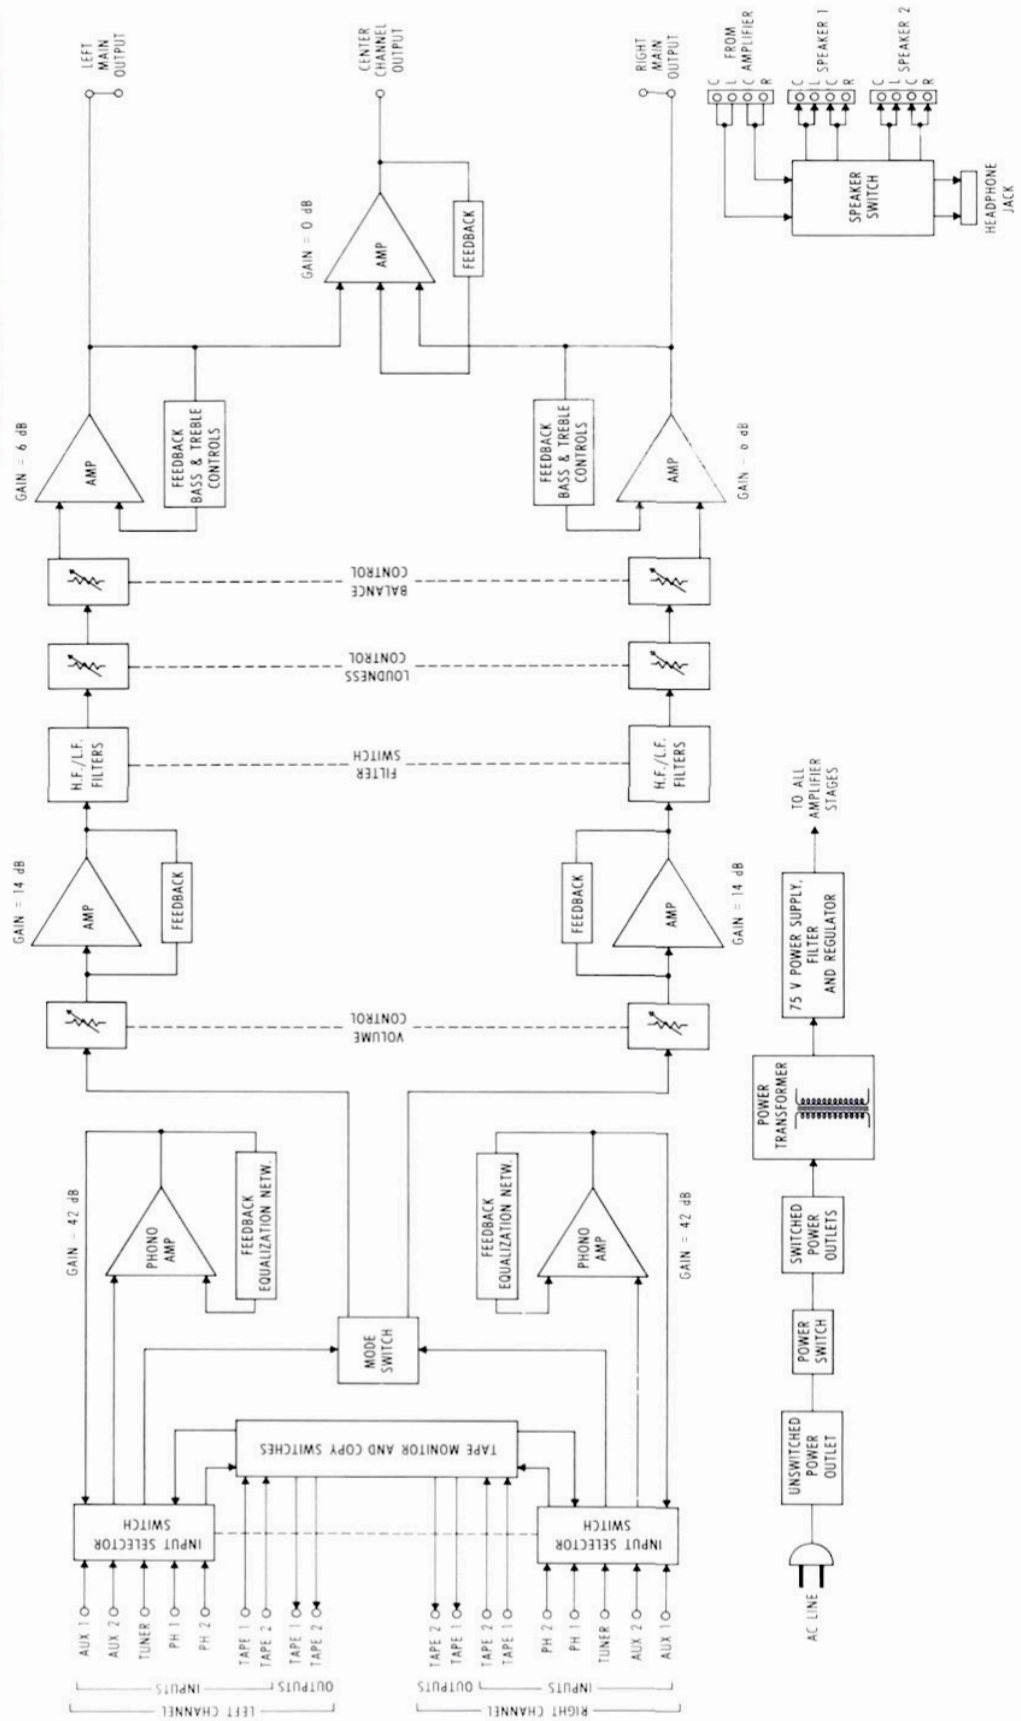 LEFT CHANNEL
INPUTS
AUX 1
AUX 2
TUNER
PH 1
PH 2
TAPE 1
TAPE 2
OUTPUTS
TAPE 1
TAPE 2
RIGHT CHANNEL
OUTPUTS
TAPE 2
TAPE 1
INPUTS
TAPE 2
TAPE 1
PH 2
PH 1
TUNER
AUX 2
AUX 1
INPUT SELECTOR
SWITCH
TAPE MONITOR AND COPY SWITCHES
INPUT SELECTOR
SWITCH
MODE
SWITCH
GAIN = 42 dB
PHONO
AMP
FEEDBACK
EQUALIZATION NETW.
FEEDBACK
EQUALIZATION NETW.
PHONO
AMP
GAIN = 42 dB
VOLUME
CONTROL
GAIN = 14 dB
AMP
FEEDBACK
FEEDBACK
AMP
GAIN = 14 dB
H.F./L.F.
FILTERS
FILTER
SWITCH
H.F./L.F.
FILTERS
LOUDNESS
CONTROL
BALANCE
CONTROL
GAIN = 6 dB
AMP
FEEDBACK
BASS & TREBLE
CONTROLS
FEEDBACK
BASS & TREBLE
CONTROLS
AMP
GAIN = 6 dB
GAIN = 0 dB
AMP
FEEDBACK
LEFT
MAIN
OUTPUT
CENTER
CHANNEL
OUTPUT
RIGHT
MAIN
OUTPUT
AC LINE
UNSWITCHED
POWER
OUTLET
POWER
SWITCH
SWITCHED
POWER
OUTLETS
POWER
TRANSFORMER
75 V POWER SUPPLY,
FILTER
AND REGULATOR
TO ALL
AMPLIFIER
STAGES
SPEAKER
SWITCH
HEADPHONE
JACK
C
L
C
R
FROM
AMPLIFIER
C
L
C
R
SPEAKER 1
C
L
C
R
SPEAKER 2